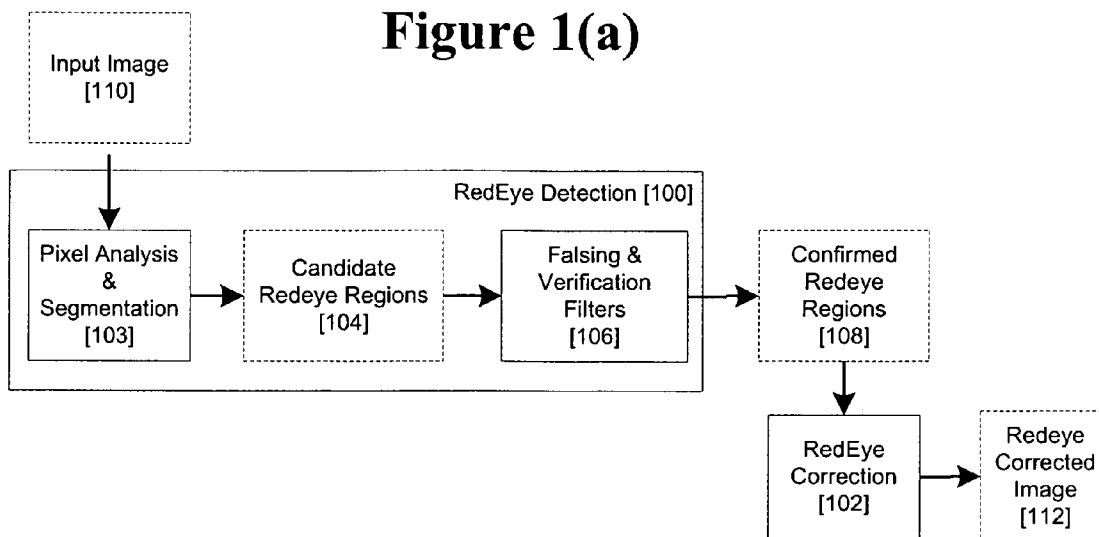 Figure 1(a)
Input Image
[110]
RedEye Detection [100]
Pixel Analysis
&
Segmentation
[103]
Candidate
Redeye Regions
[104]
Falsing &
Verification
Filters
[106]
Confirmed
Redeye
Regions
[108]
RedEye
Correction
[102]
Redeye
Corrected
Image
[112]